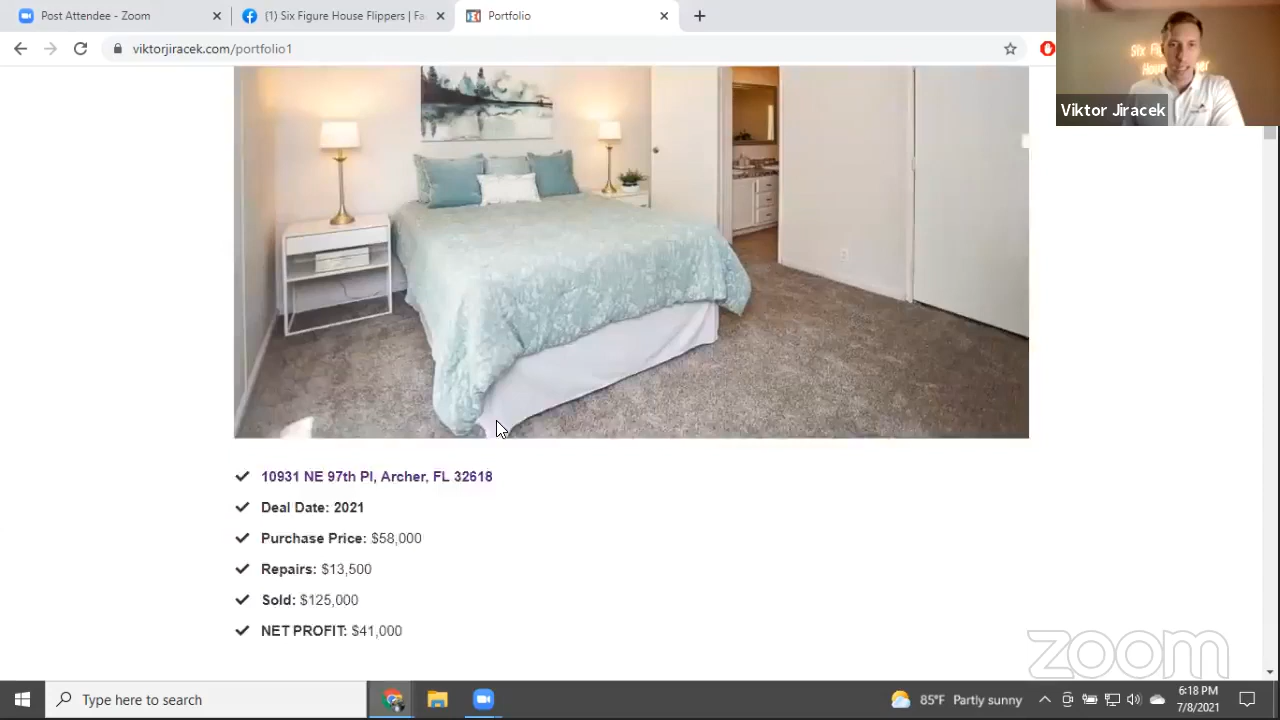 Post Attendee - Zoom
(1) Six Figure House Flippers | Fa
Portfolio
viktorjiracek.com/portfolio1
Viktor Jiracek
10931 NE 97th Pl, Archer, FL 32618
Deal Date: 2021
Purchase Price: $58,000
Repairs: $13,500
Sold: $125,000
NET PROFIT: $41,000
zoom
Type here to search
85°F Partly sunny
6:18 PM
7/8/2021